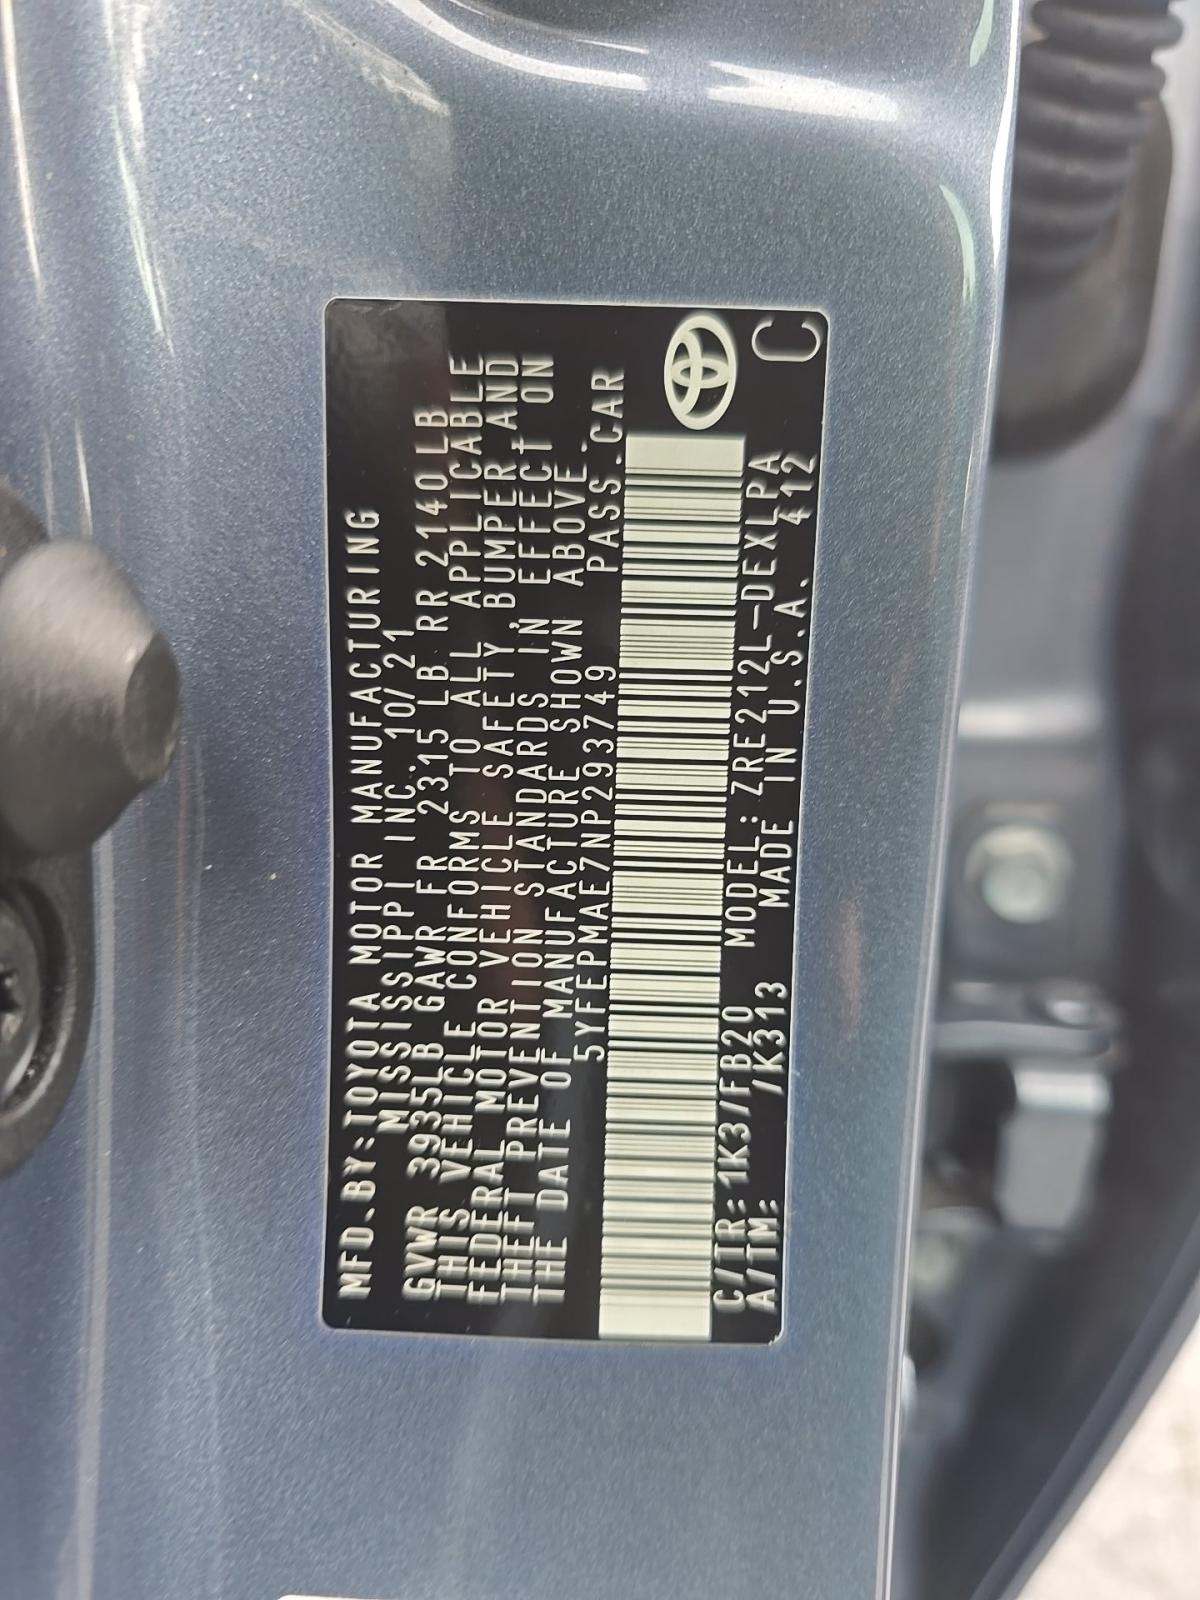 MFD.BY:TOYOTA MOTOR MANUFACTURING
MISSISSIPPI INC. 10/21
GVWR 3935LB GAWR FR 2315LB RR 2140LB
THIS VEHICLE CONFORMS TO ALL APPLICABLE
FEDERAL MOTOR VEHICLE SAFETY, BUMPER AND
THEFT PREVENTION STANDARDS IN EFFECT ON
THE DATE OF MANUFACTURE SHOWN ABOVE.
5YFEPMAE7NP293749 PASS.CAR
C/TR: 1K3/FB20 MODEL: ZRE212L-DEXLPA
A/TM: /K313 MADE IN U.S.A. 412
C